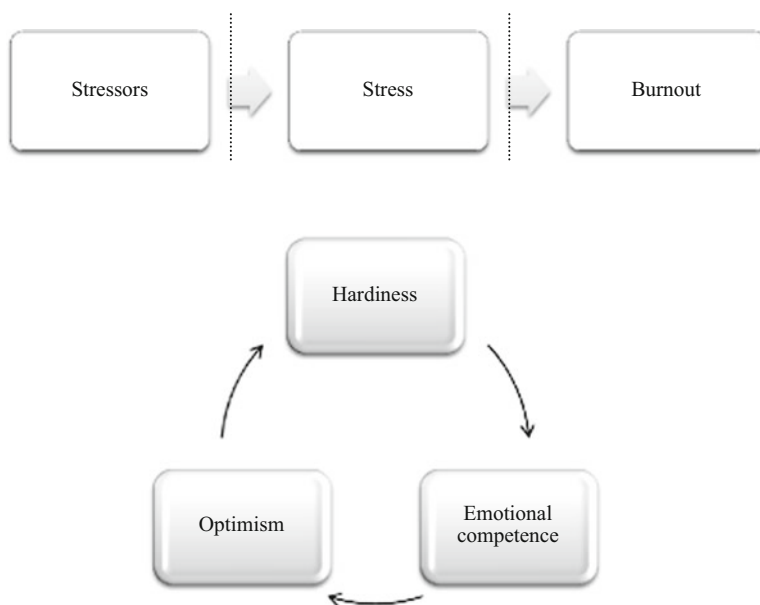 Stressors
Stress
Burnout
Hardiness
Optimism
Emotional
competence